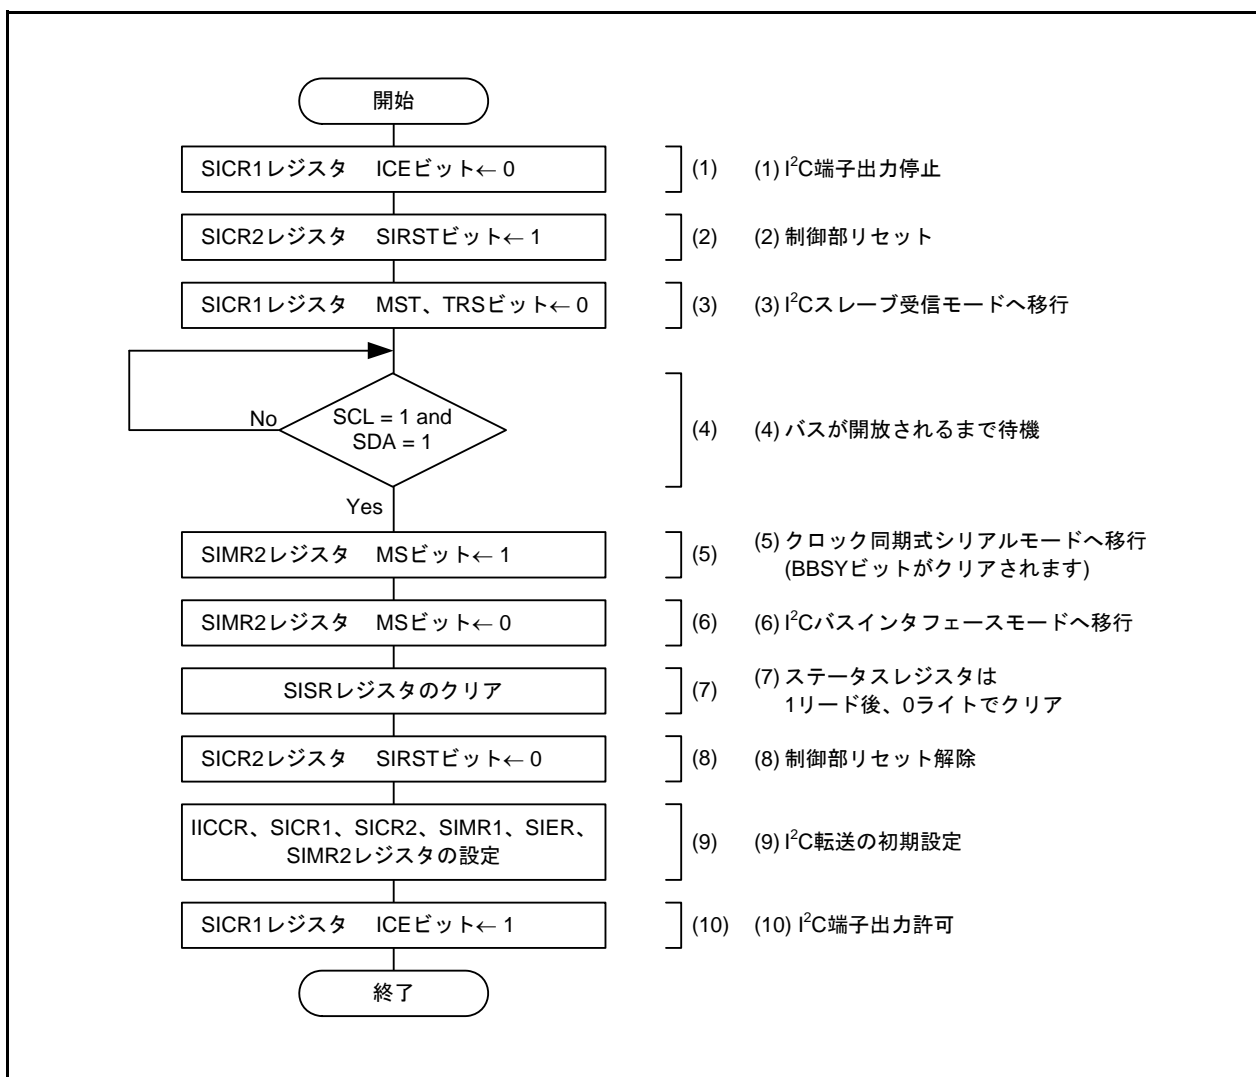 開始
SICR1レジスタ ICEビット← 0
(1)
(1) I²C端子出力停止
SICR2レジスタ SIRSTビット← 1
(2)
(2) 制御部リセット
SICR1レジスタ MST、TRSビット← 0
(3)
(3) I²Cスレーブ受信モードへ移行
No
SCL = 1 and
SDA = 1
(4)
(4) バスが開放されるまで待機
Yes
SIMR2レジスタ MSビット← 1
(5)
(5) クロック同期式シリアルモードへ移行
(BBSYビットがクリアされます)
SIMR2レジスタ MSビット← 0
(6)
(6) I²Cバスインタフェースモードへ移行
SISRレジスタのクリア
(7)
(7) ステータスレジスタは
1リード後、0ライトでクリア
SICR2レジスタ SIRSTビット← 0
(8)
(8) 制御部リセット解除
IICCR、SICR1、SICR2、SIMR1、SIER、
SIMR2レジスタの設定
(9)
(9) I²C転送の初期設定
SICR1レジスタ ICEビット← 1
(10)
(10) I²C端子出力許可
終了